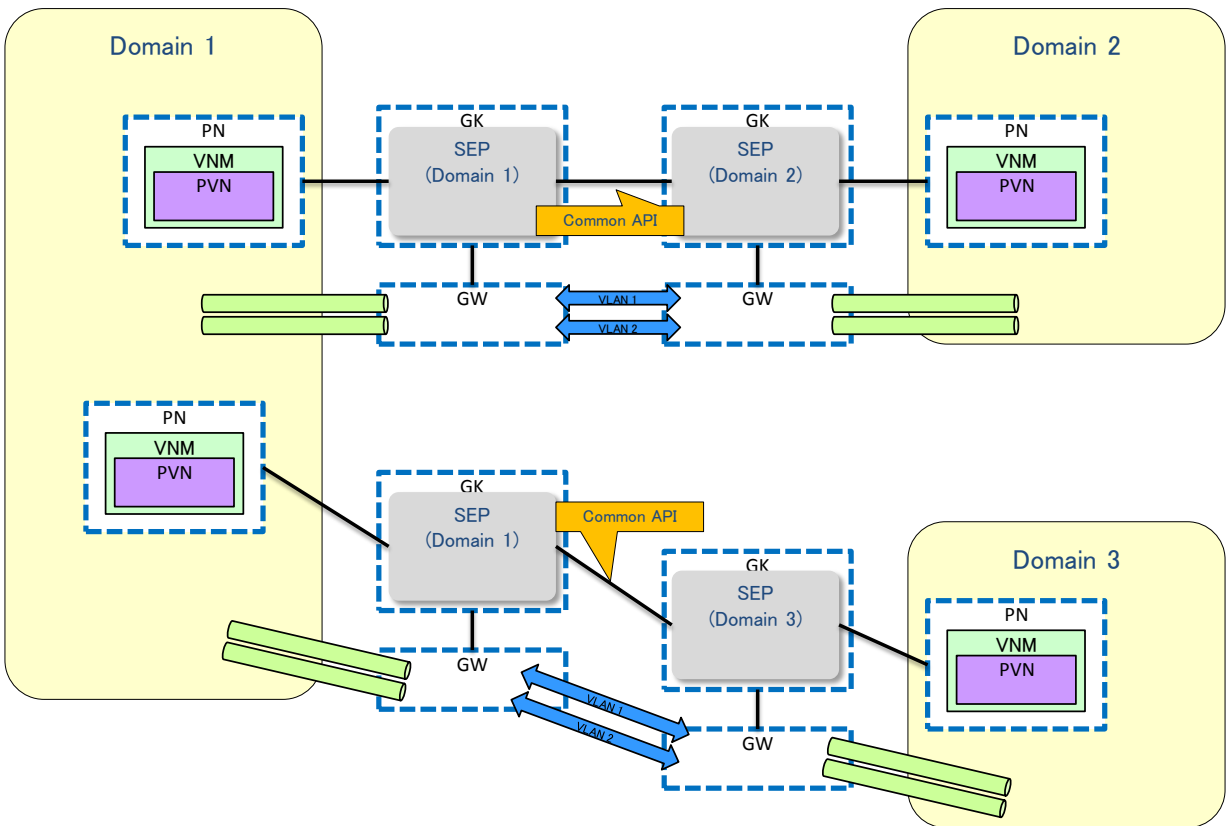 Domain 1
Domain 2
PN
VNM
PVN
GK
SEP
(Domain 1)
GK
SEP
(Domain 2)
PN
VNM
PVN
Common API
GW
VLAN 1
VLAN 2
GW
PN
VNM
PVN
GK
SEP
(Domain 1)
Common API
GK
SEP
(Domain 3)
Domain 3
PN
VNM
PVN
GW
VLAN 1
VLAN 2
GW